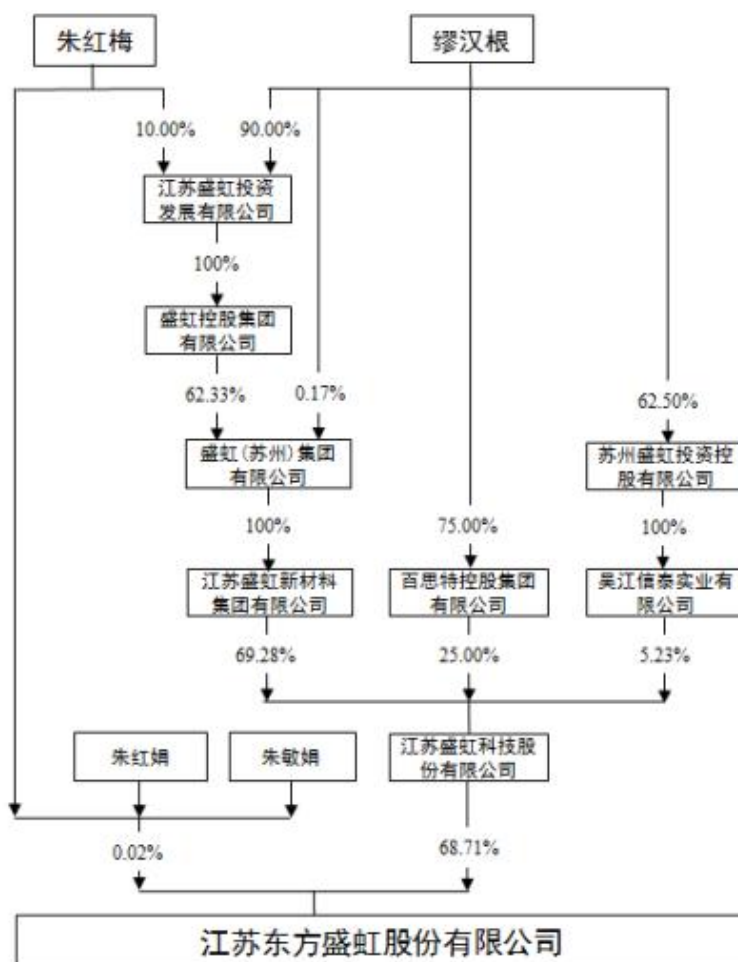 朱红梅
缪汉根
10.00%
90.00%
江苏盛虹投资
发展有限公司
100%
盛虹控股集团
有限公司
62.33%
0.17%
62.50%
盛虹(苏州)集团
有限公司
苏州盛虹投资控
股有限公司
100%
75.00%
100%
江苏盛虹新材料
集团有限公司
百思特控股集团
有限公司
吴江信泰实业有
限公司
69.28%
25.00%
5.23%
朱红娟
朱敏娟
江苏盛虹科技股
份有限公司
0.02%
68.71%
江苏东方盛虹股份有限公司